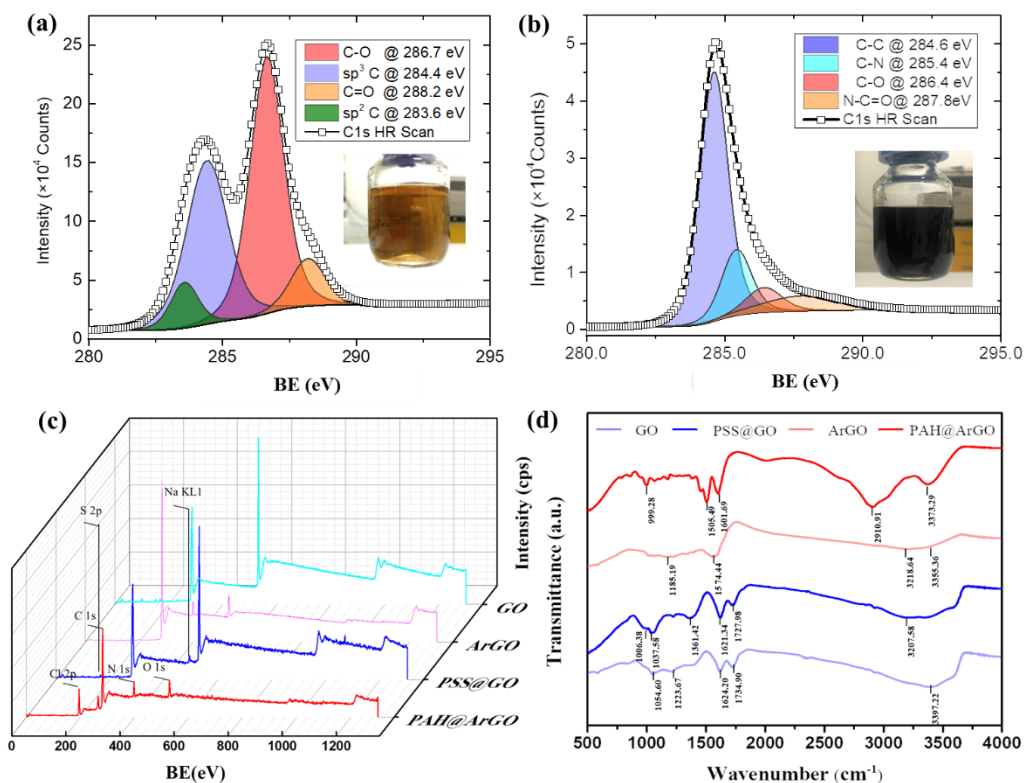 (a)
C-O @ 286.7 eV
sp³ C @ 284.4 eV
C=O @ 288.2 eV
sp² C @ 283.6 eV
C1s HR Scan
Intensity (×10⁴ Counts)
25
20
15
10
5
0
280 285 290 295
BE (eV)
(b)
C-C @ 284.6 eV
C-N @ 285.4 eV
C-O @ 286.4 eV
N-C=O@ 287.8eV
C1s HR Scan
Intensity (×10⁴ Counts)
5
4
3
2
1
0
280.0 285.0 290.0 295.0
BE (eV)
(c)
Na KL1
S 2p
C 1s
Cl 2p
N 1s
O 1s
GO
ArGO
PSS@GO
PAH@ArGO
Intensity (cps)
0 200 400 600 800 1000 1200
BE(eV)
(d)
GO PSS@GO ArGO PAH@ArGO
999.28
1505.49
1601.69
2910.91
3373.29
1185.19
1574.44
3218.64
3355.36
1006.38
1037.58
1361.42
1621.34
1727.98
3207.58
1054.60
1223.67
1624.20
1734.90
3397.22
Transmittance (a.u.)
500 1000 1500 2000 2500 3000 3500 4000
Wavenumber (cm⁻¹)